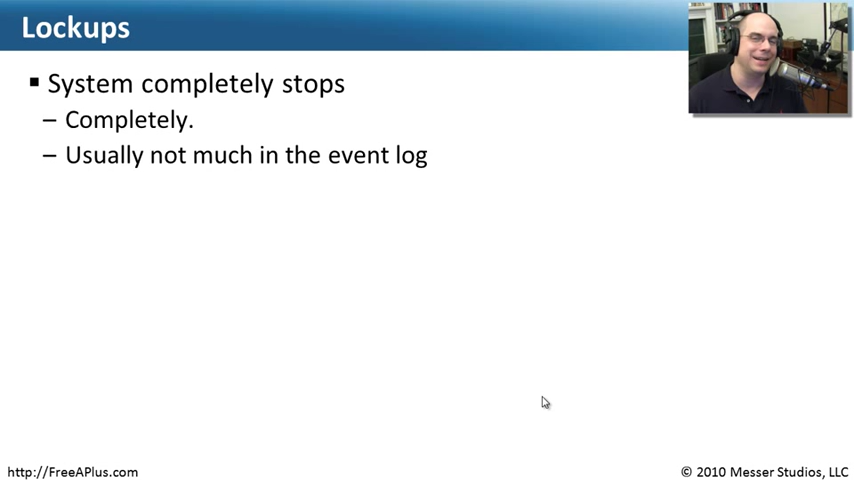 Lockups
▪ System completely stops
– Completely.
– Usually not much in the event log
http://FreeAPlus.com
© 2010 Messer Studios, LLC